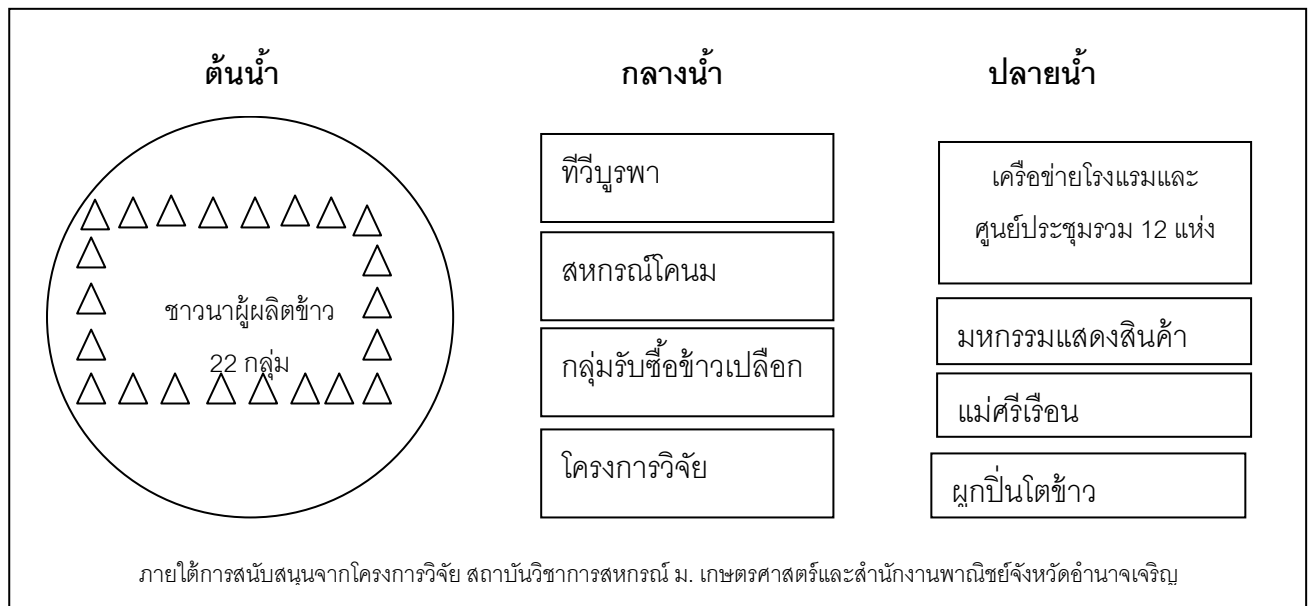 ต้นน้ำ
กลางน้ำ
ปลายน้ำ
ชาวนาผู้ผลิตข้าว
22 กลุ่ม
ทีวีบูรพา
สหกรณ์โคนม
กลุ่มรับซื้อข้าวเปลือก
โครงการวิจัย
เครือข่ายโรงแรมและ
ศูนย์ประชุมรวม 12 แห่ง
มหกรรมแสดงสินค้า
แม่ศรีเรือน
ผูกปิ่นโตข้าว
ภายใต้การสนับสนุนจากโครงการวิจัย สถาบันวิชาการสหกรณ์ ม. เกษตรศาสตร์และสำนักงานพาณิชย์จังหวัดอำนาจเจริญ